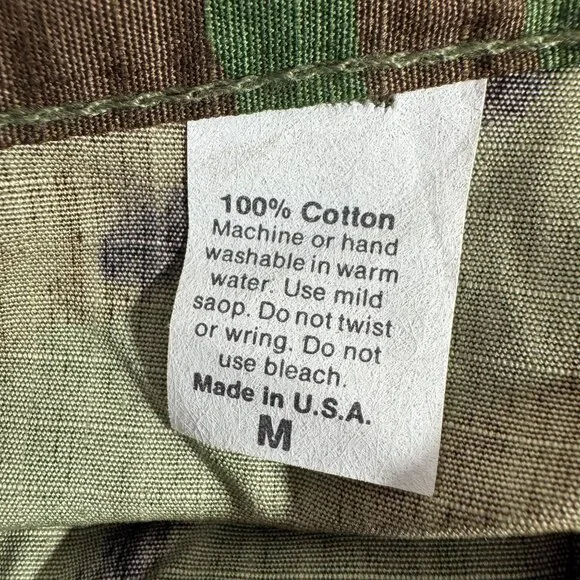 100% Cotton
Machine or hand
washable in warm
water. Use mild
saop. Do not twist
or wring. Do not
use bleach.
Made in U.S.A.
M